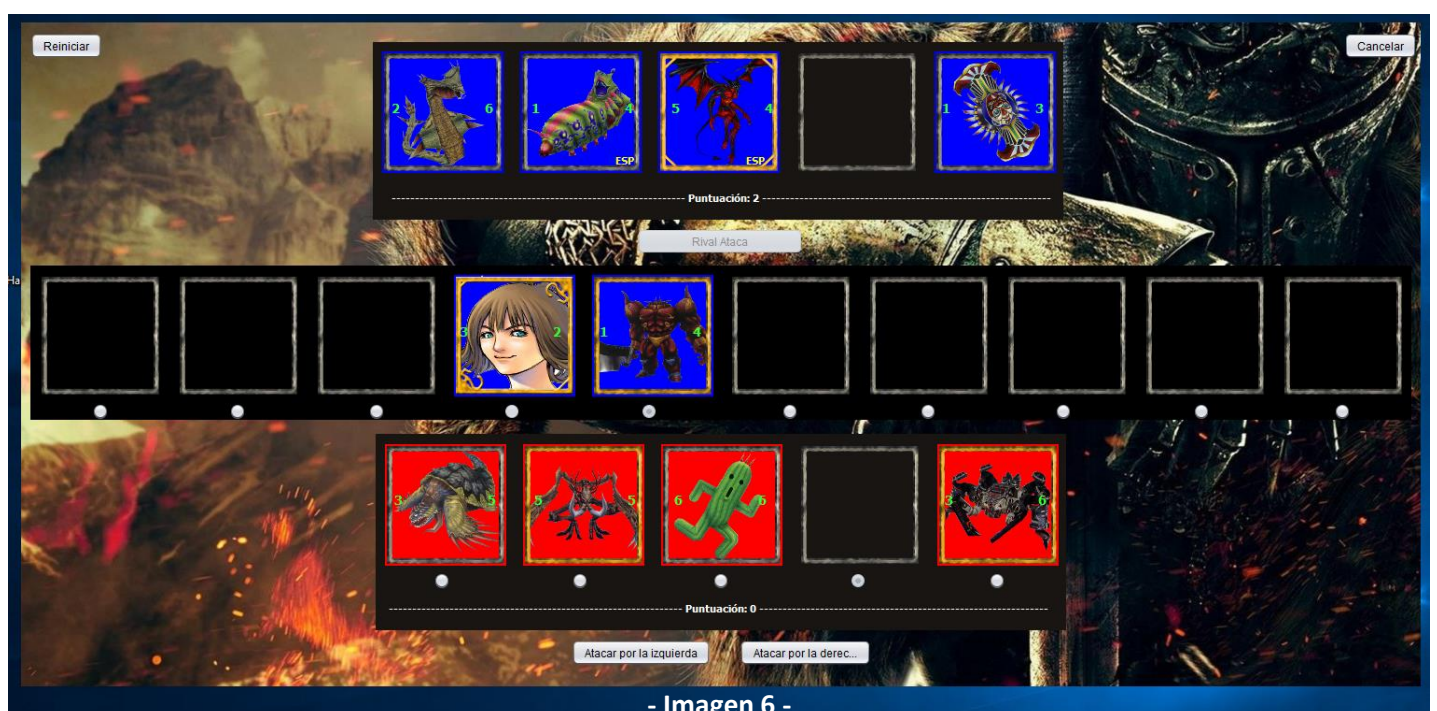 Reiniciar
Cancelar
2 6
1 4 ESP
5 4 ESP
1 3
Puntuación: 2
Rival Ataca
Ha
3 2
1 4
3 5
5 5
6 6
3 6
Puntuación: 0
Atacar por la izquierda
Atacar por la derec...
- Imagen 6 -